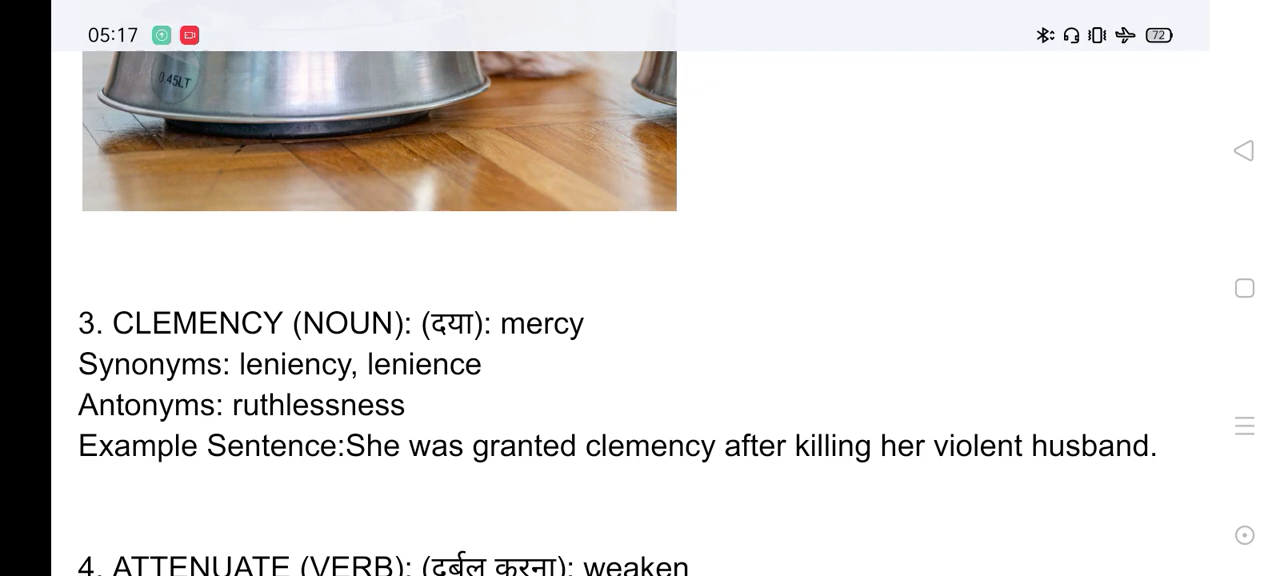 05:17
72
0.45LT
3. CLEMENCY (NOUN): (दया): mercy
Synonyms: leniency, lenience
Antonyms: ruthlessness
Example Sentence:She was granted clemency after killing her violent husband.
4. ATTENUATE (VERB): (दुर्बल करना): weaken